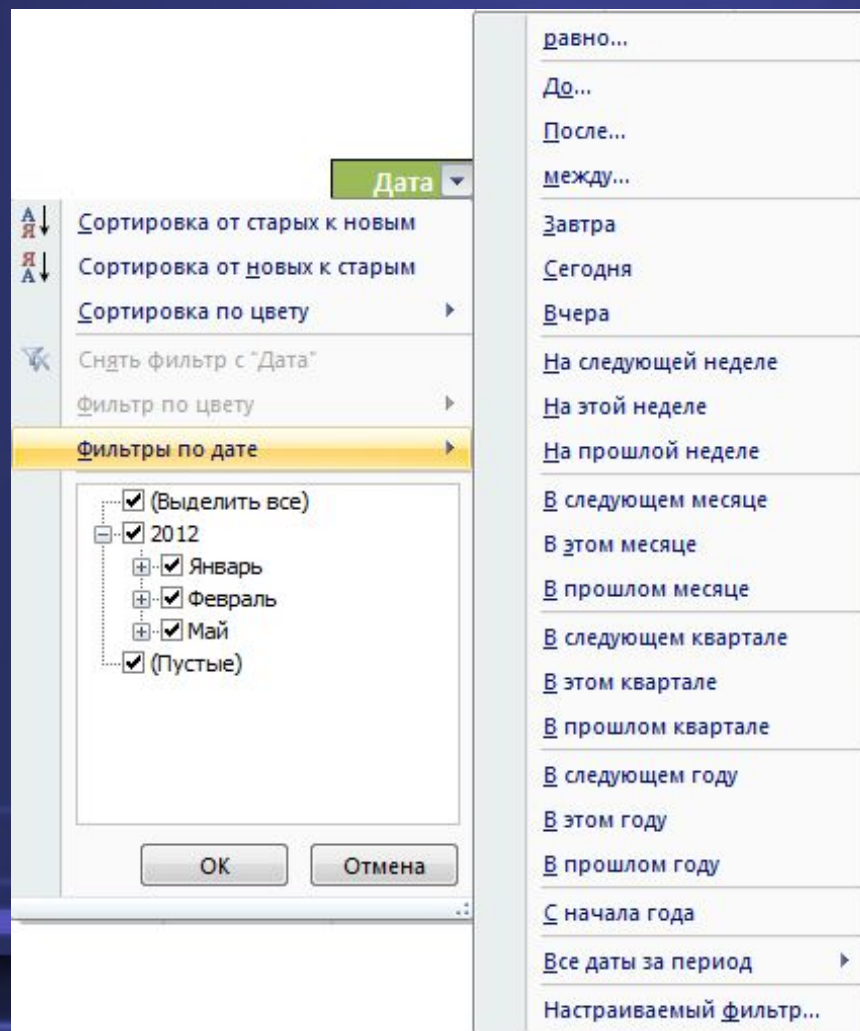 Дата
Сортировка от старых к новым
Сортировка от новых к старым
Сортировка по цвету
Снять фильтр с "Дата"
Фильтр по цвету
Фильтры по дате
(Выделить все)
2012
Январь
Февраль
Май
(Пустые)
ОК
Отмена
равно...
До...
После...
между...
Завтра
Сегодня
Вчера
На следующей неделе
На этой неделе
На прошлой неделе
В следующем месяце
В этом месяце
В прошлом месяце
В следующем квартале
В этом квартале
В прошлом квартале
В следующем году
В этом году
В прошлом году
С начала года
Все даты за период
Настраиваемый фильтр...